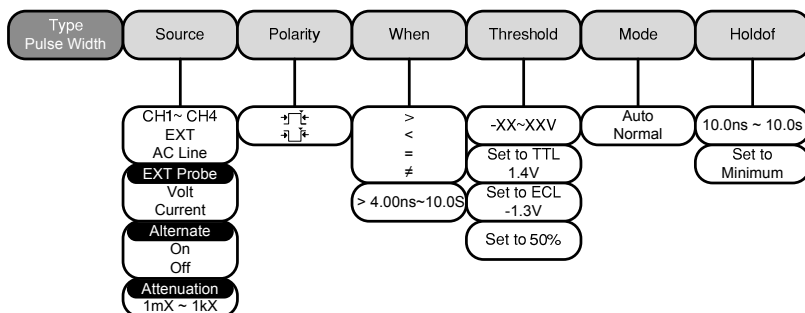 Type
Pulse Width
Source
Polarity
When
Threshold
Mode
Holdof
CH1~ CH4
EXT
AC Line
EXT Probe
Volt
Current
Alternate
On
Off
Attenuation
1mX ~ 1kX
>
<
=
≠
> 4.00ns~10.0S
-XX~XXV
Set to TTL
1.4V
Set to ECL
-1.3V
Set to 50%
Auto
Normal
10.0ns ~ 10.0s
Set to
Minimum